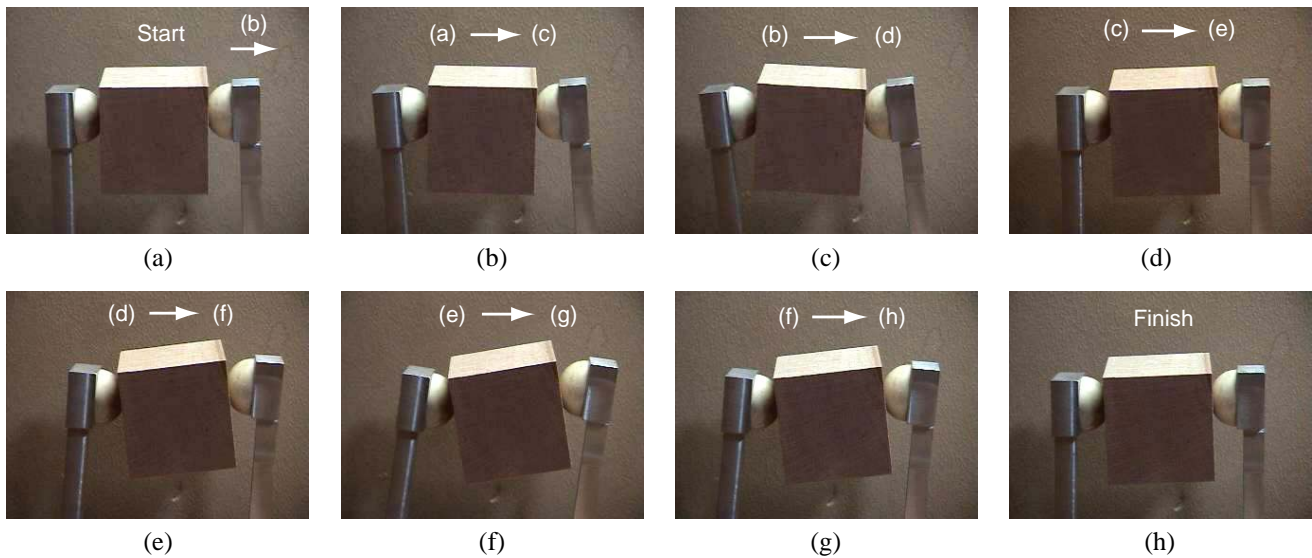 Start (b)
(a) (c)
(b) (d)
(c) (e)
(a)
(b)
(c)
(d)
(d) (f)
(e) (g)
(f) (h)
Finish
(e)
(f)
(g)
(h)